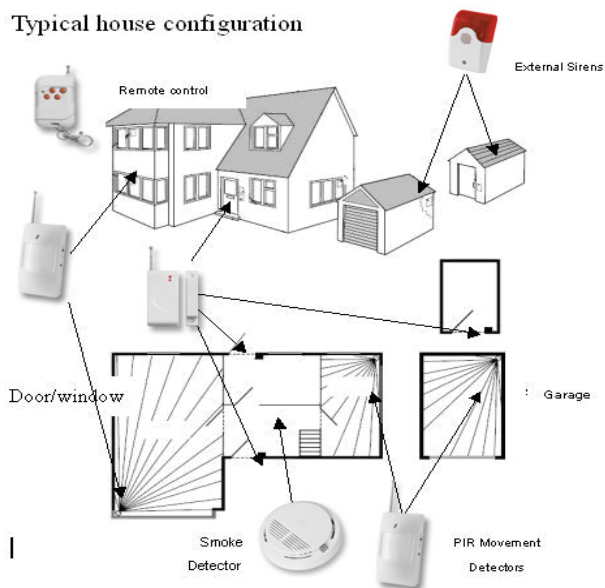 Typical house configuration
External Sirens
Remote control
Door/window
: Garage
Smoke
Detector
PIR Movement
Detectors